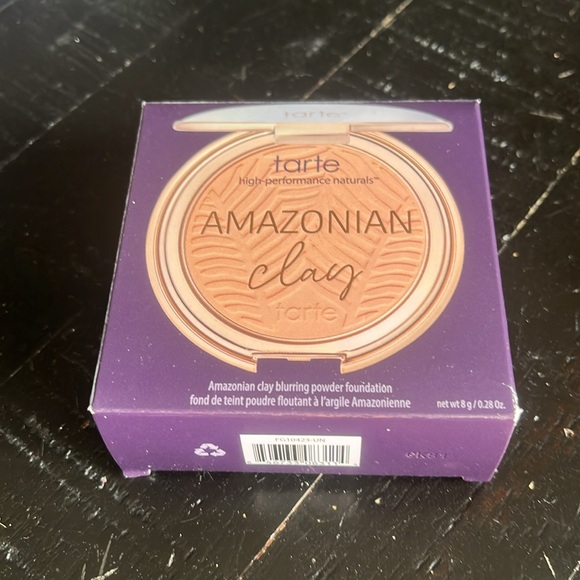 tarte
tarte
high-performance naturals™
AMAZONIAN
clay
tarte
Amazonian clay blurring powder foundation
fond de teint poudre floutant à l'argile Amazonienne
net wt 8 g / 0.28 Oz.